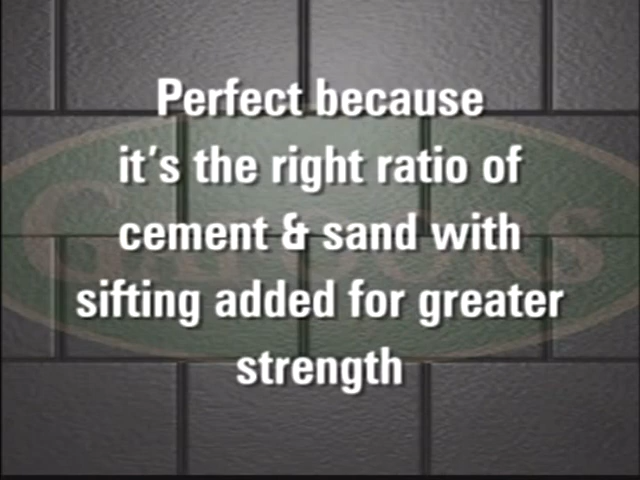 Perfect because
it's the right ratio of
cement & sand with
sifting added for greater
strength